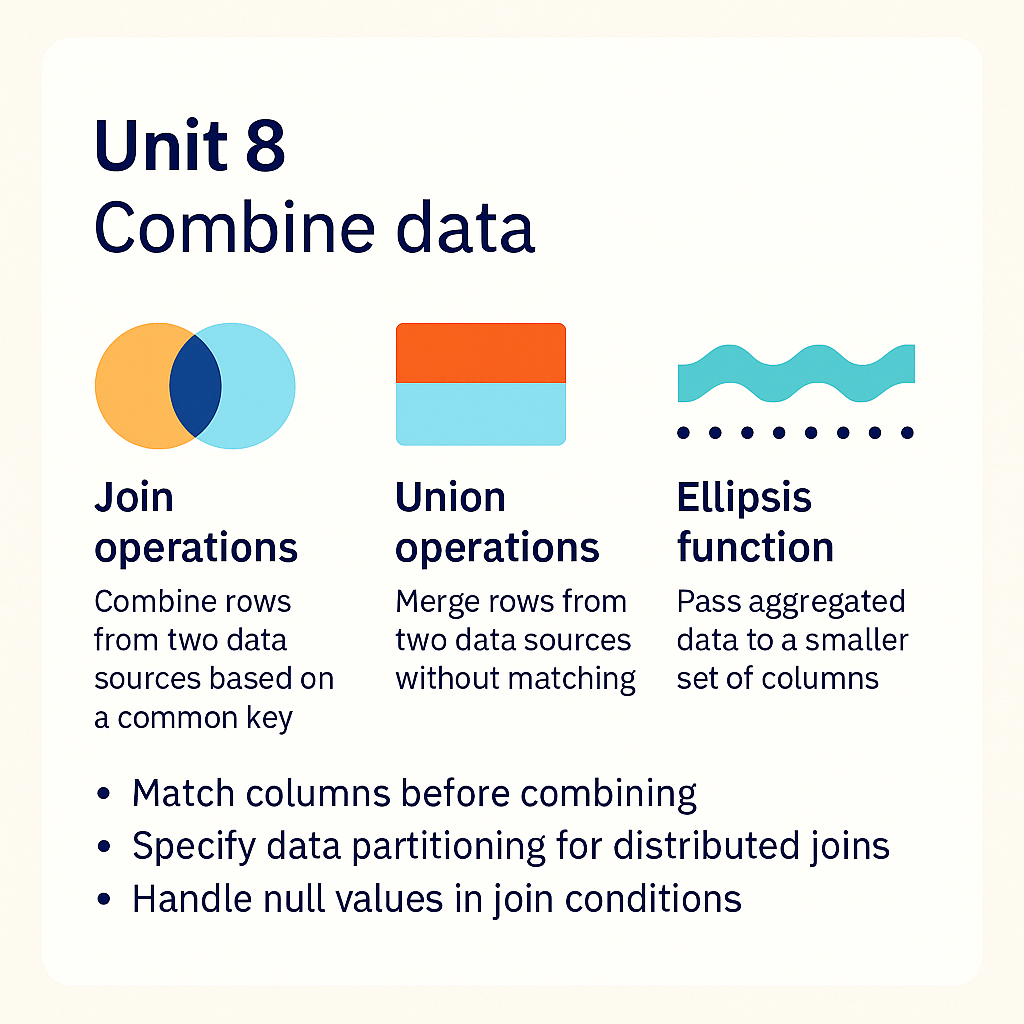 Unit 8
Combine data
Join
operations
Combine rows
from two data
sources based on
a common key
Union
operations
Merge rows from
two data sources
without matching
Ellipsis
function
Pass aggregated
data to a smaller
set of columns
• Match columns before combining
• Specify data partitioning for distributed joins
• Handle null values in join conditions